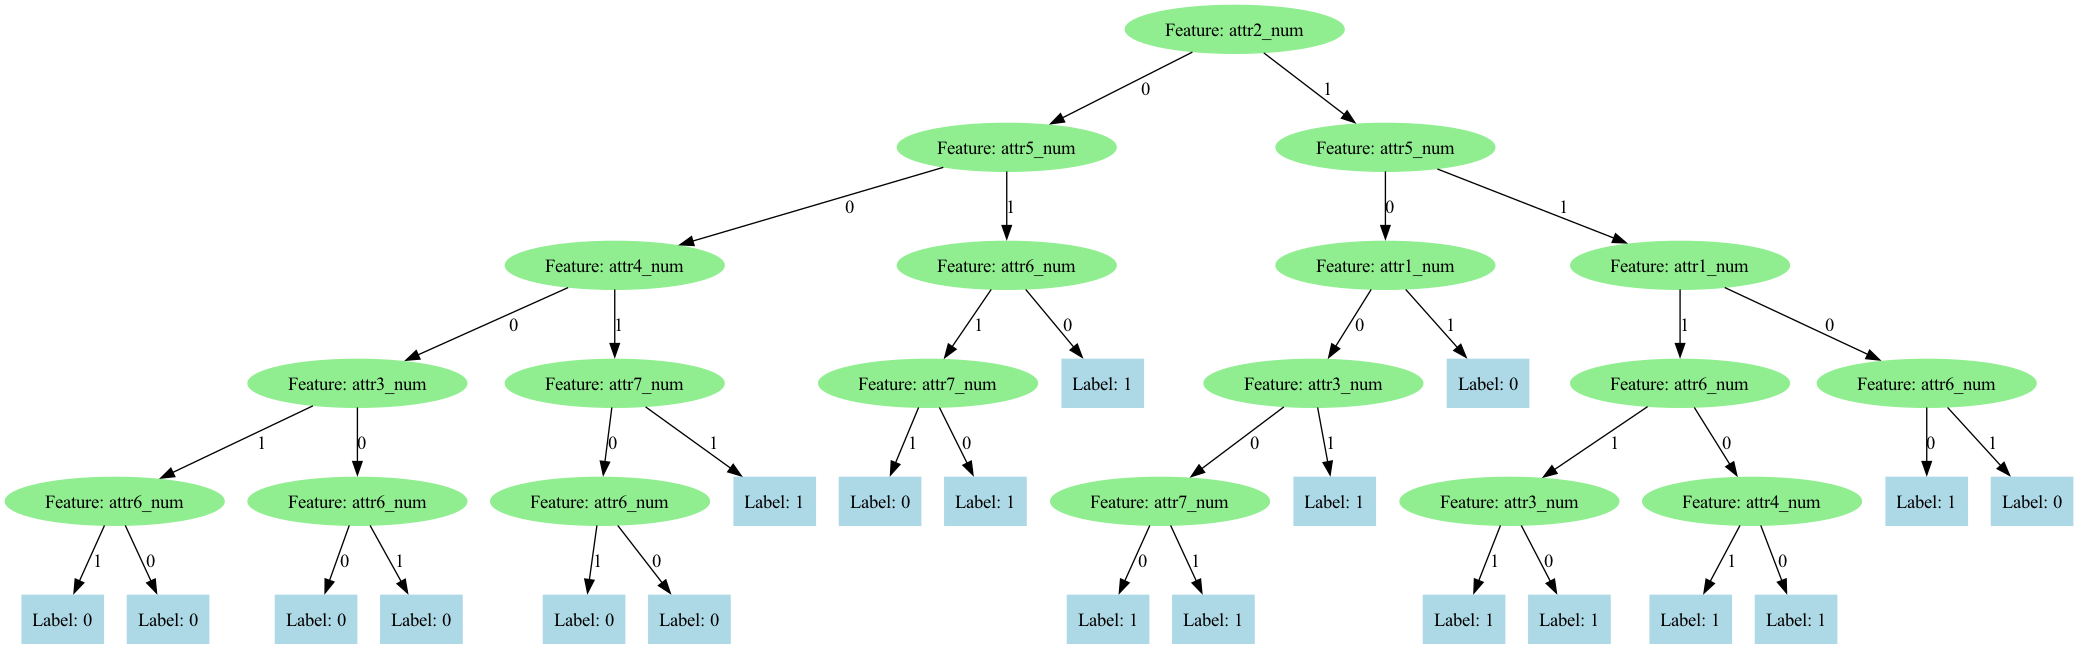 Feature: attr2_num
0
1
Feature: attr5_num
Feature: attr5_num
0
1
0
1
Feature: attr4_num
Feature: attr6_num
Feature: attr1_num
Feature: attr1_num
0
1
1
0
0
1
1
0
Feature: attr3_num
Feature: attr7_num
Feature: attr7_num
Label: 1
Feature: attr3_num
Label: 0
Feature: attr6_num
Feature: attr6_num
1
0
0
1
1
0
0
1
1
0
0
1
Feature: attr6_num
Feature: attr6_num
Feature: attr6_num
Label: 1
Label: 0
Label: 1
Feature: attr7_num
Label: 1
Feature: attr3_num
Feature: attr4_num
Label: 1
Label: 0
1
0
0
1
1
0
0
1
1
0
1
0
Label: 0
Label: 0
Label: 0
Label: 0
Label: 0
Label: 0
Label: 1
Label: 1
Label: 1
Label: 1
Label: 1
Label: 1